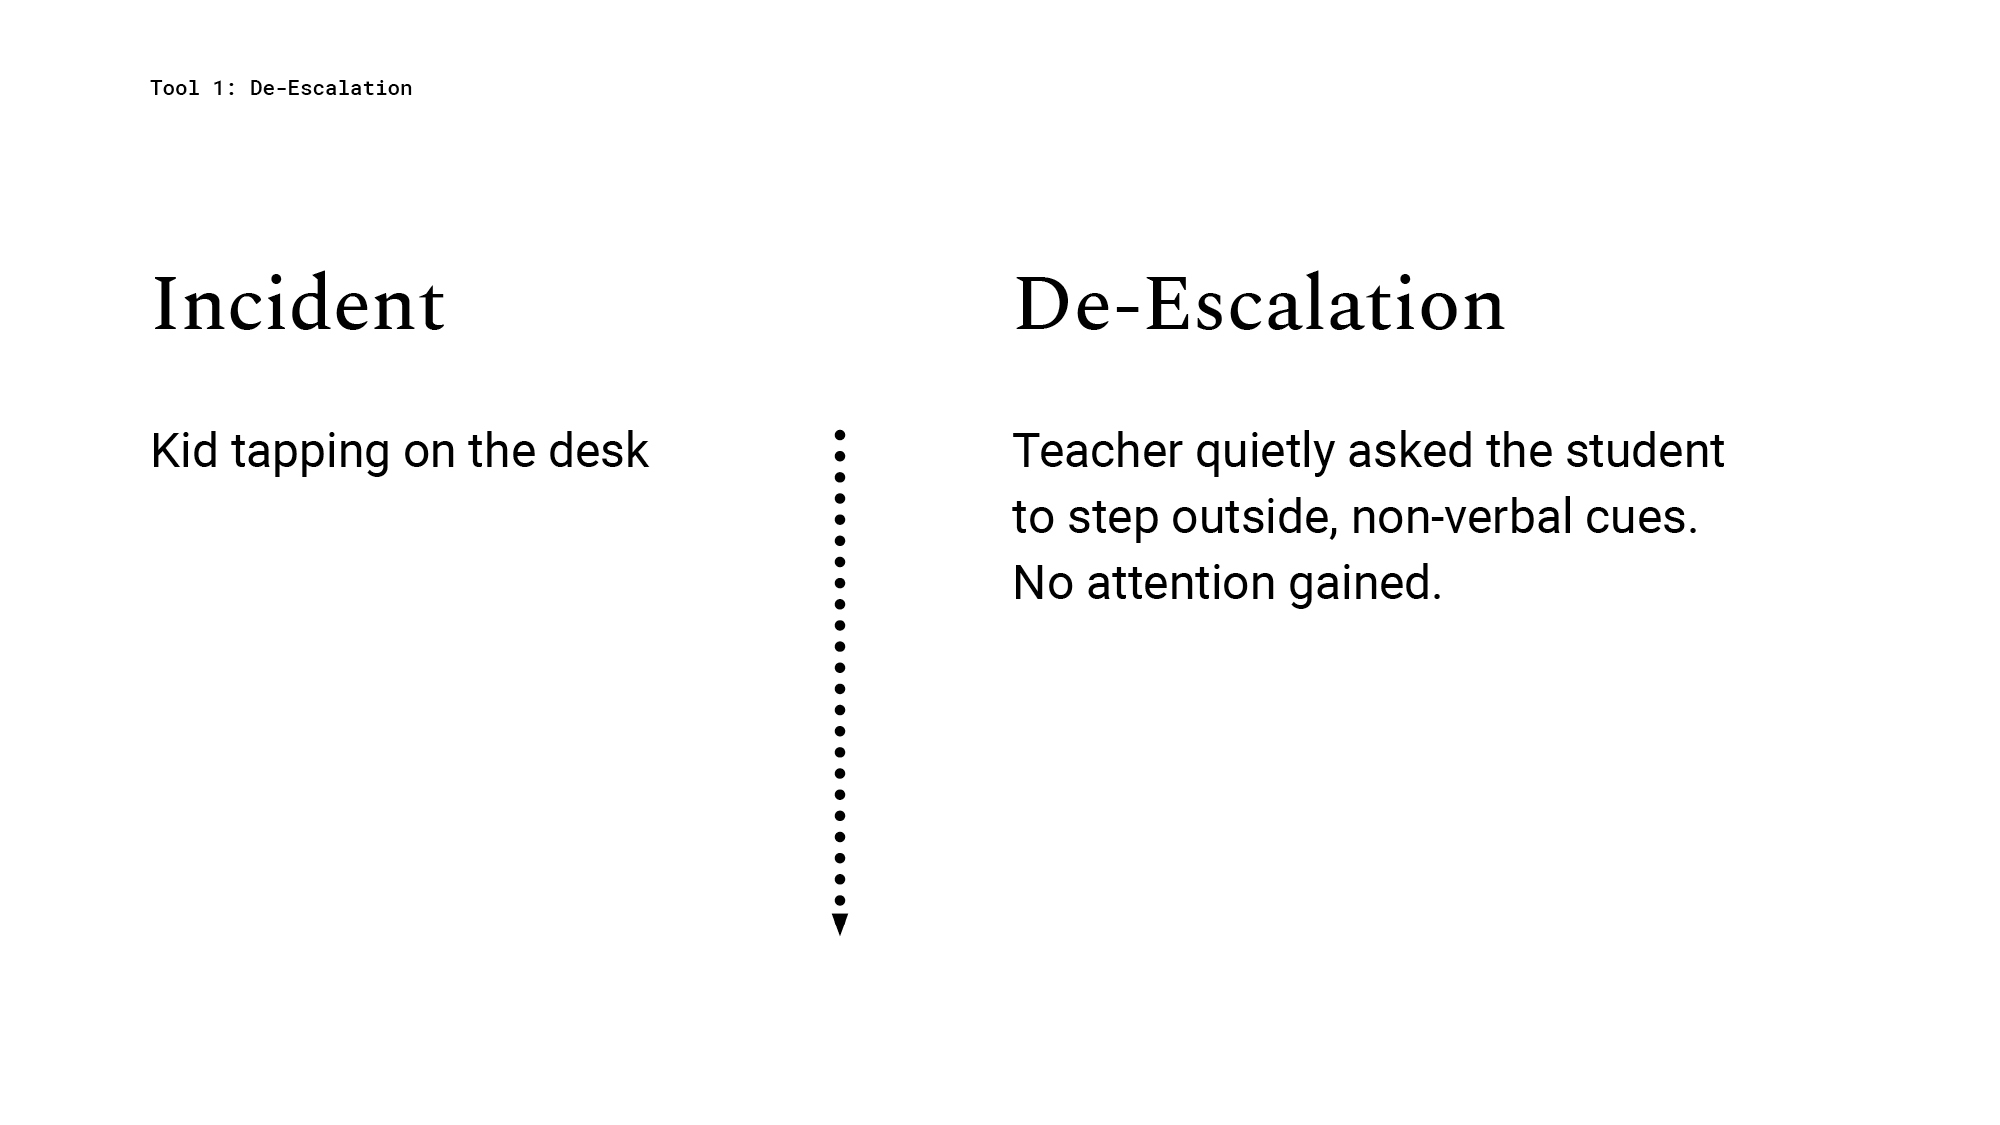 Tool 1: De-Escalation
Incident
Kid tapping on the desk
De-Escalation
Teacher quietly asked the student
to step outside, non-verbal cues.
No attention gained.